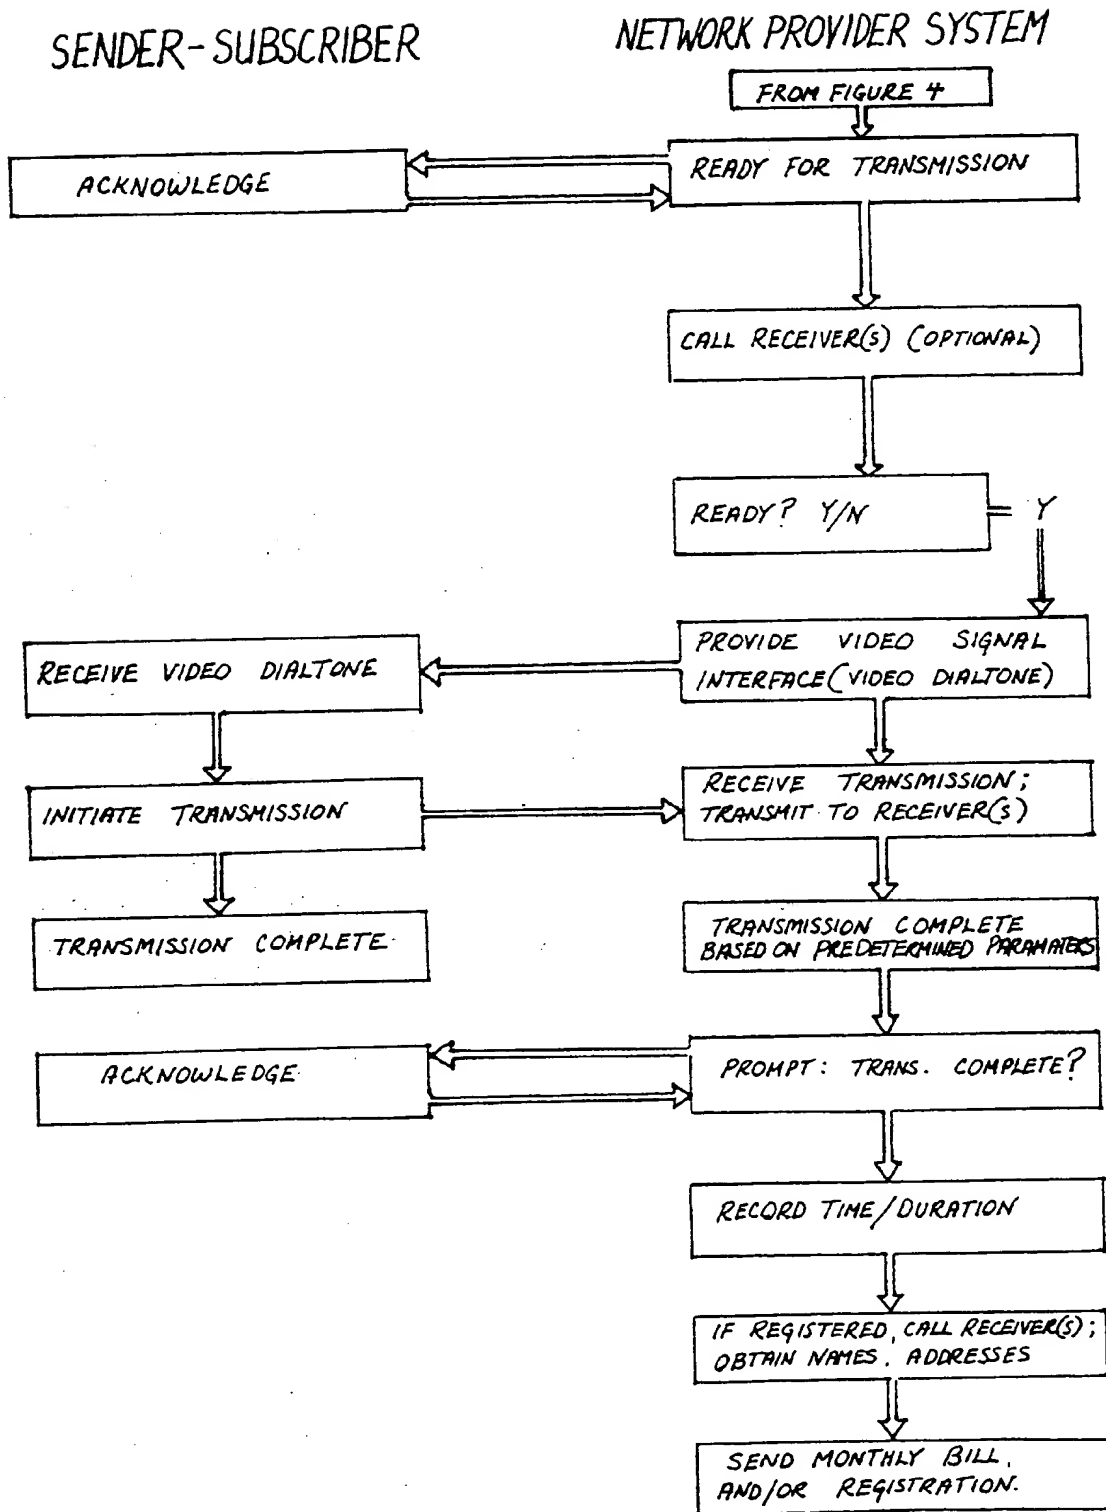 SENDER-SUBSCRIBER
NETWORK PROVIDER SYSTEM
FROM FIGURE 4
ACKNOWLEDGE
READY FOR TRANSMISSION
CALL RECEIVER(S) (OPTIONAL)
READY? Y/N
Y
RECEIVE VIDEO DIALTONE
PROVIDE VIDEO SIGNAL
INTERFACE (VIDEO DIALTONE)
INITIATE TRANSMISSION
RECEIVE TRANSMISSION;
TRANSMIT TO RECEIVER(S)
TRANSMISSION COMPLETE
TRANSMISSION COMPLETE
BASED ON PREDETERMINED PARAMATERS
ACKNOWLEDGE
PROMPT: TRANS. COMPLETE?
RECORD TIME/DURATION
IF REGISTERED, CALL RECEIVER(S);
OBTAIN NAMES. ADDRESSES
SEND MONTHLY BILL,
AND/OR REGISTRATION.